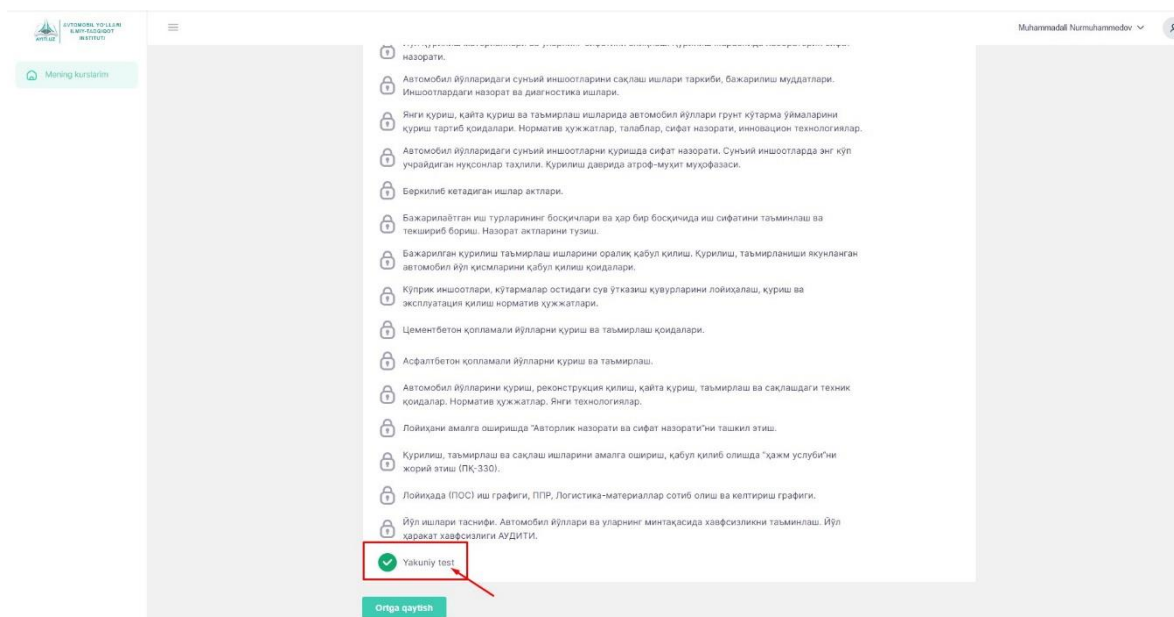 AVTOMOBIL YO'LLARI
ILMIY-TADQIQOT
INSTITUTI
Muhammadali Nurmuhammedov
Mening kurslarim
назорати.
Автомобил йўлларидаги сунъий иншоотларини сақлаш ишлари таркиби, бажарилиш муддатлари.
Иншоотлардаги назорат ва диагностика ишлари.
Янги қуриш, қайта қуриш ва таъмирлаш ишларида автомобил йўллари грунт кўтарма ўймаларини
қуриш тартиб қоидалари. Норматив ҳужжатлар, талаблар, сифат назорати, инновацион технологиялар.
Автомобил йўлларидаги сунъий иншоотларни қуришда сифат назорати. Сунъий иншоотларда энг кўп
учрайдиган нуқсонлар таҳлили. Қурилиш даврида атроф-муҳит муҳофазаси.
Беркилиб кетадиган ишлар актлари.
Бажарилаётган иш турларининг босқичлари ва ҳар бир босқичида иш сифатини таъминлаш ва
текшириб бориш. Назорат актларини тузиш.
Бажарилган қурилиш таъмирлаш ишларини оралиқ қабул қилиш. Қурилиш, таъмирланиши якунланган
автомобил йўл қисмларини қабул қилиш қоидалари.
Кўприк иншоотлари, кўтармалар остидаги сув ўтказиш қувурларини лойиҳалаш, қуриш ва
эксплуатация қилиш норматив ҳужжатлари.
Цементбетон қопламали йўлларни қуриш ва таъмирлаш қоидалари.
Асфалтбетон қопламали йўлларни қуриш ва таъмирлаш.
Автомобил йўлларини қуриш, реконструкция қилиш, қайта қуриш, таъмирлаш ва сақлашдаги техник
қоидалар. Норматив ҳужжатлар. Янги технологиялар.
Лойиҳани амалга оширишда "Авторлик назорати ва сифат назорати"ни ташкил этиш.
Қурилиш, таъмирлаш ва сақлаш ишларини амалга ошириш, қабул қилиб олишда "ҳажм услуби"ни
жорий этиш (ПҚ-330).
Лойиҳада (ПОС) иш графиги, ППР, Логистика-материаллар сотиб олиш ва келтириш графиги.
Йўл ишлари таснифи. Автомобил йўллари ва уларнинг минтақасида хавфсизликни таъминлаш. Йўл
ҳаракат хавфсизлиги АУДИТИ.
Yakuniy test
Ortga qaytish